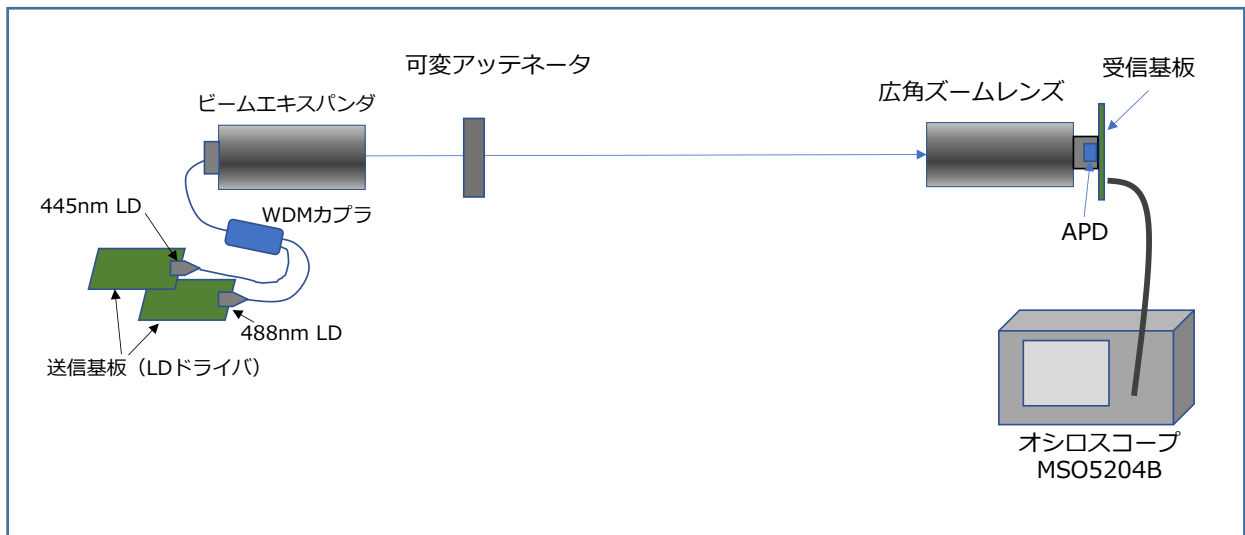 可変アッテネータ
受信基板
広角ズームレンズ
ビームエキスパンダ
445nm LD
WDMカプラ
APD
488nm LD
送信基板（LDドライバ）
オシロスコープ
MSO5204B